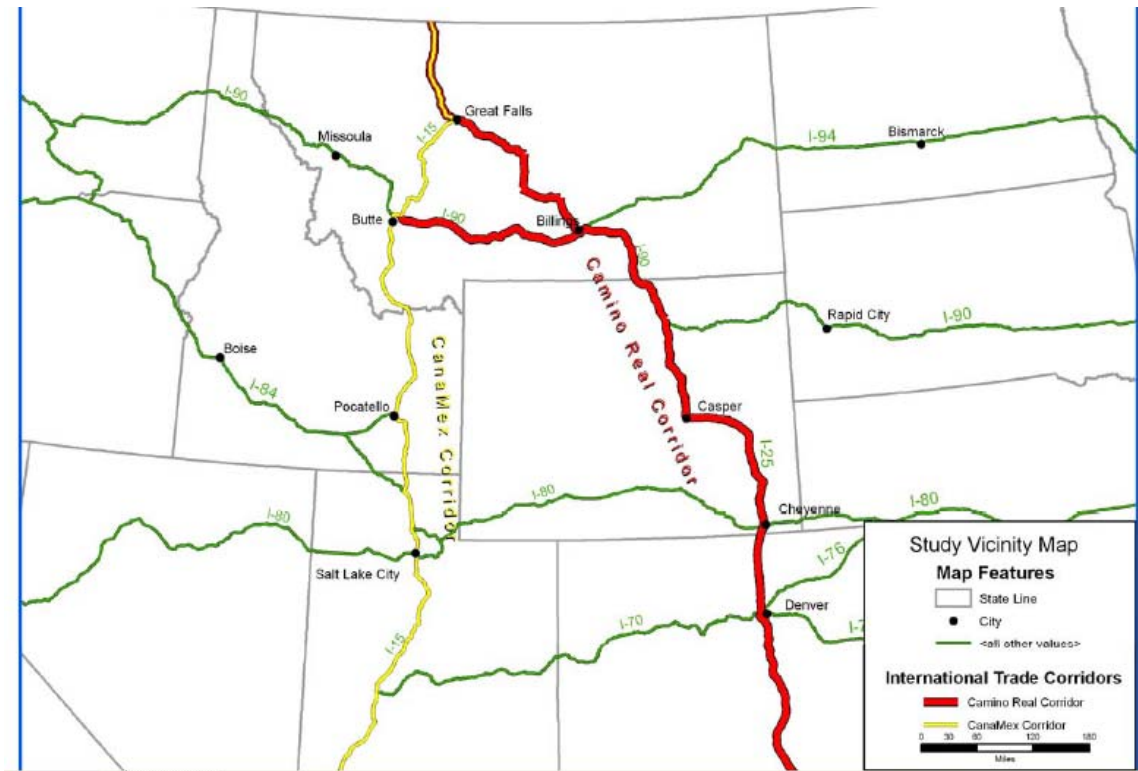 Great Falls
I-90
Missoula
I-15
I-94
Bismarck
Butte
I-90
Billings
I-90
Camino Real Corridor
Rapid City
I-90
Boise
CanaMex Corridor
I-84
Pocatello
Casper
I-25
I-80
I-80
I-80
Cheyenne
Salt Lake City
I-76
Denver
I-70
I-15
Study Vicinity Map
Map Features
State Line
City
<all other values>
International Trade Corridors
Camino Real Corridor
CanaMex Corridor
0 30 60 120 180
Miles